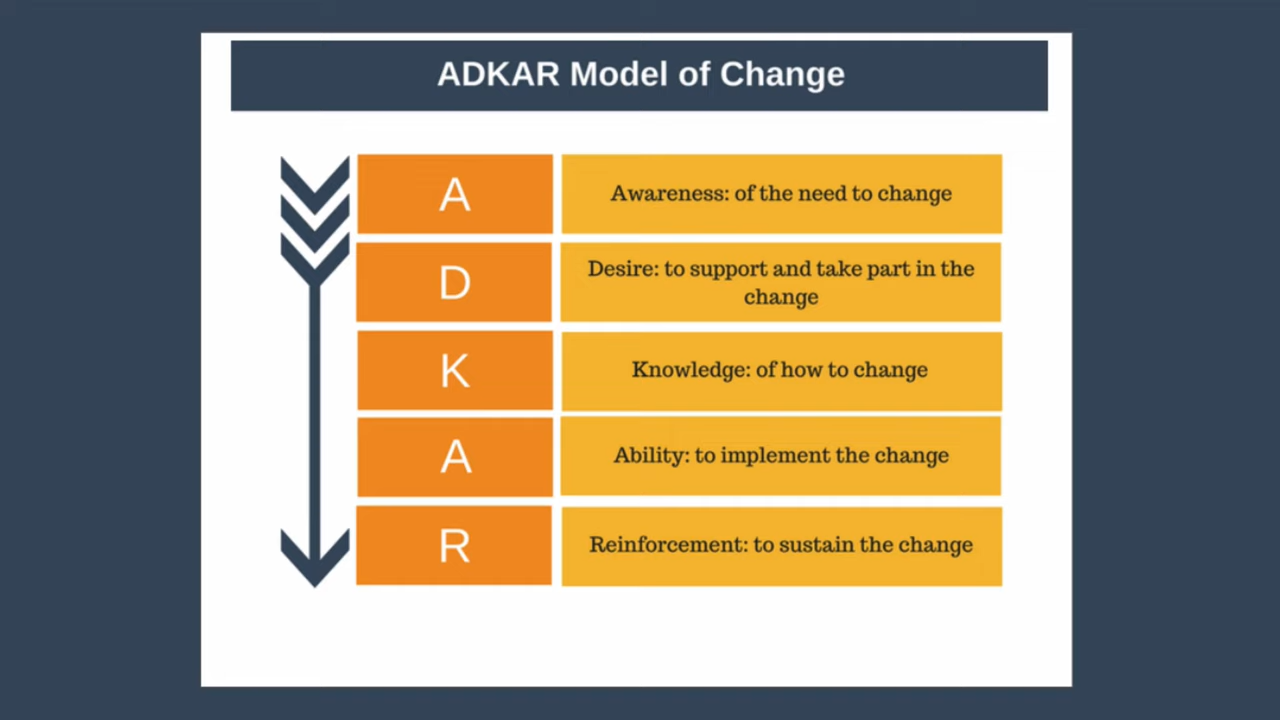 ADKAR Model of Change
A
Awareness: of the need to change
D
Desire: to support and take part in the
change
K
Knowledge: of how to change
A
Ability: to implement the change
R
Reinforcement: to sustain the change